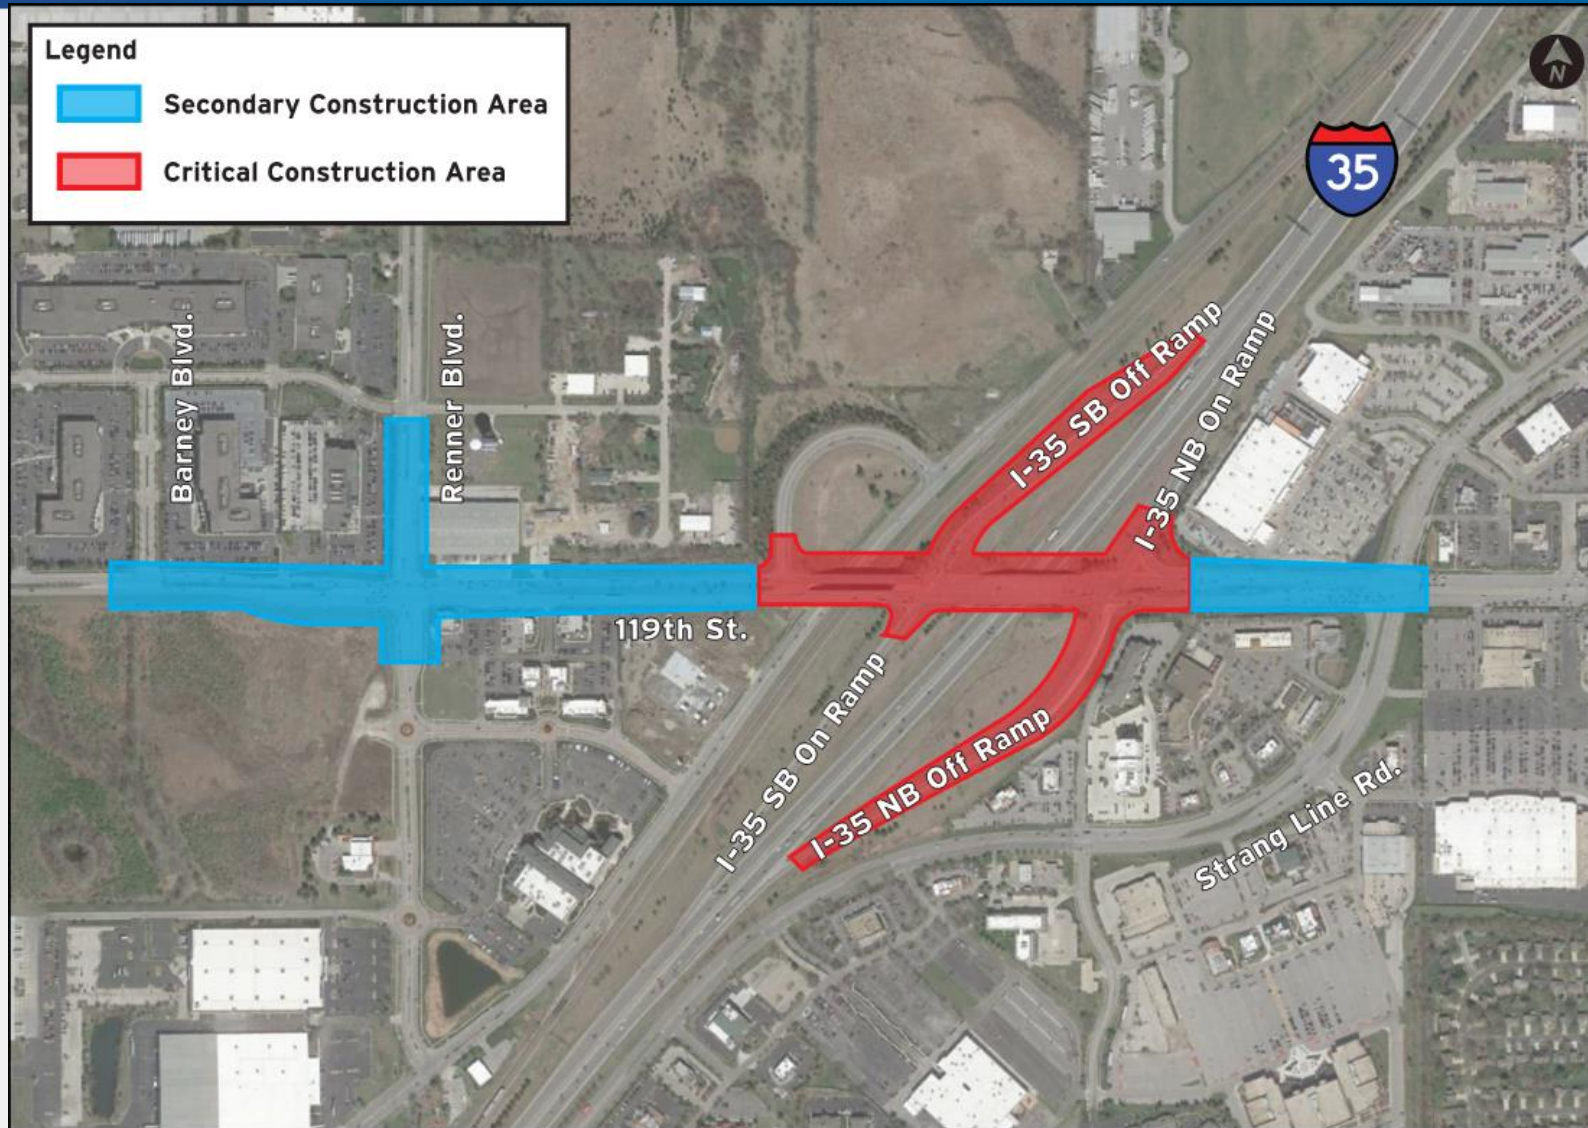 Legend
Secondary Construction Area
Critical Construction Area
N
35
Barney Blvd.
Renner Blvd.
I-35 SB Off Ramp
I-35 NB On Ramp
119th St.
I-35 SB On Ramp
I-35 NB Off Ramp
Strang Line Rd.